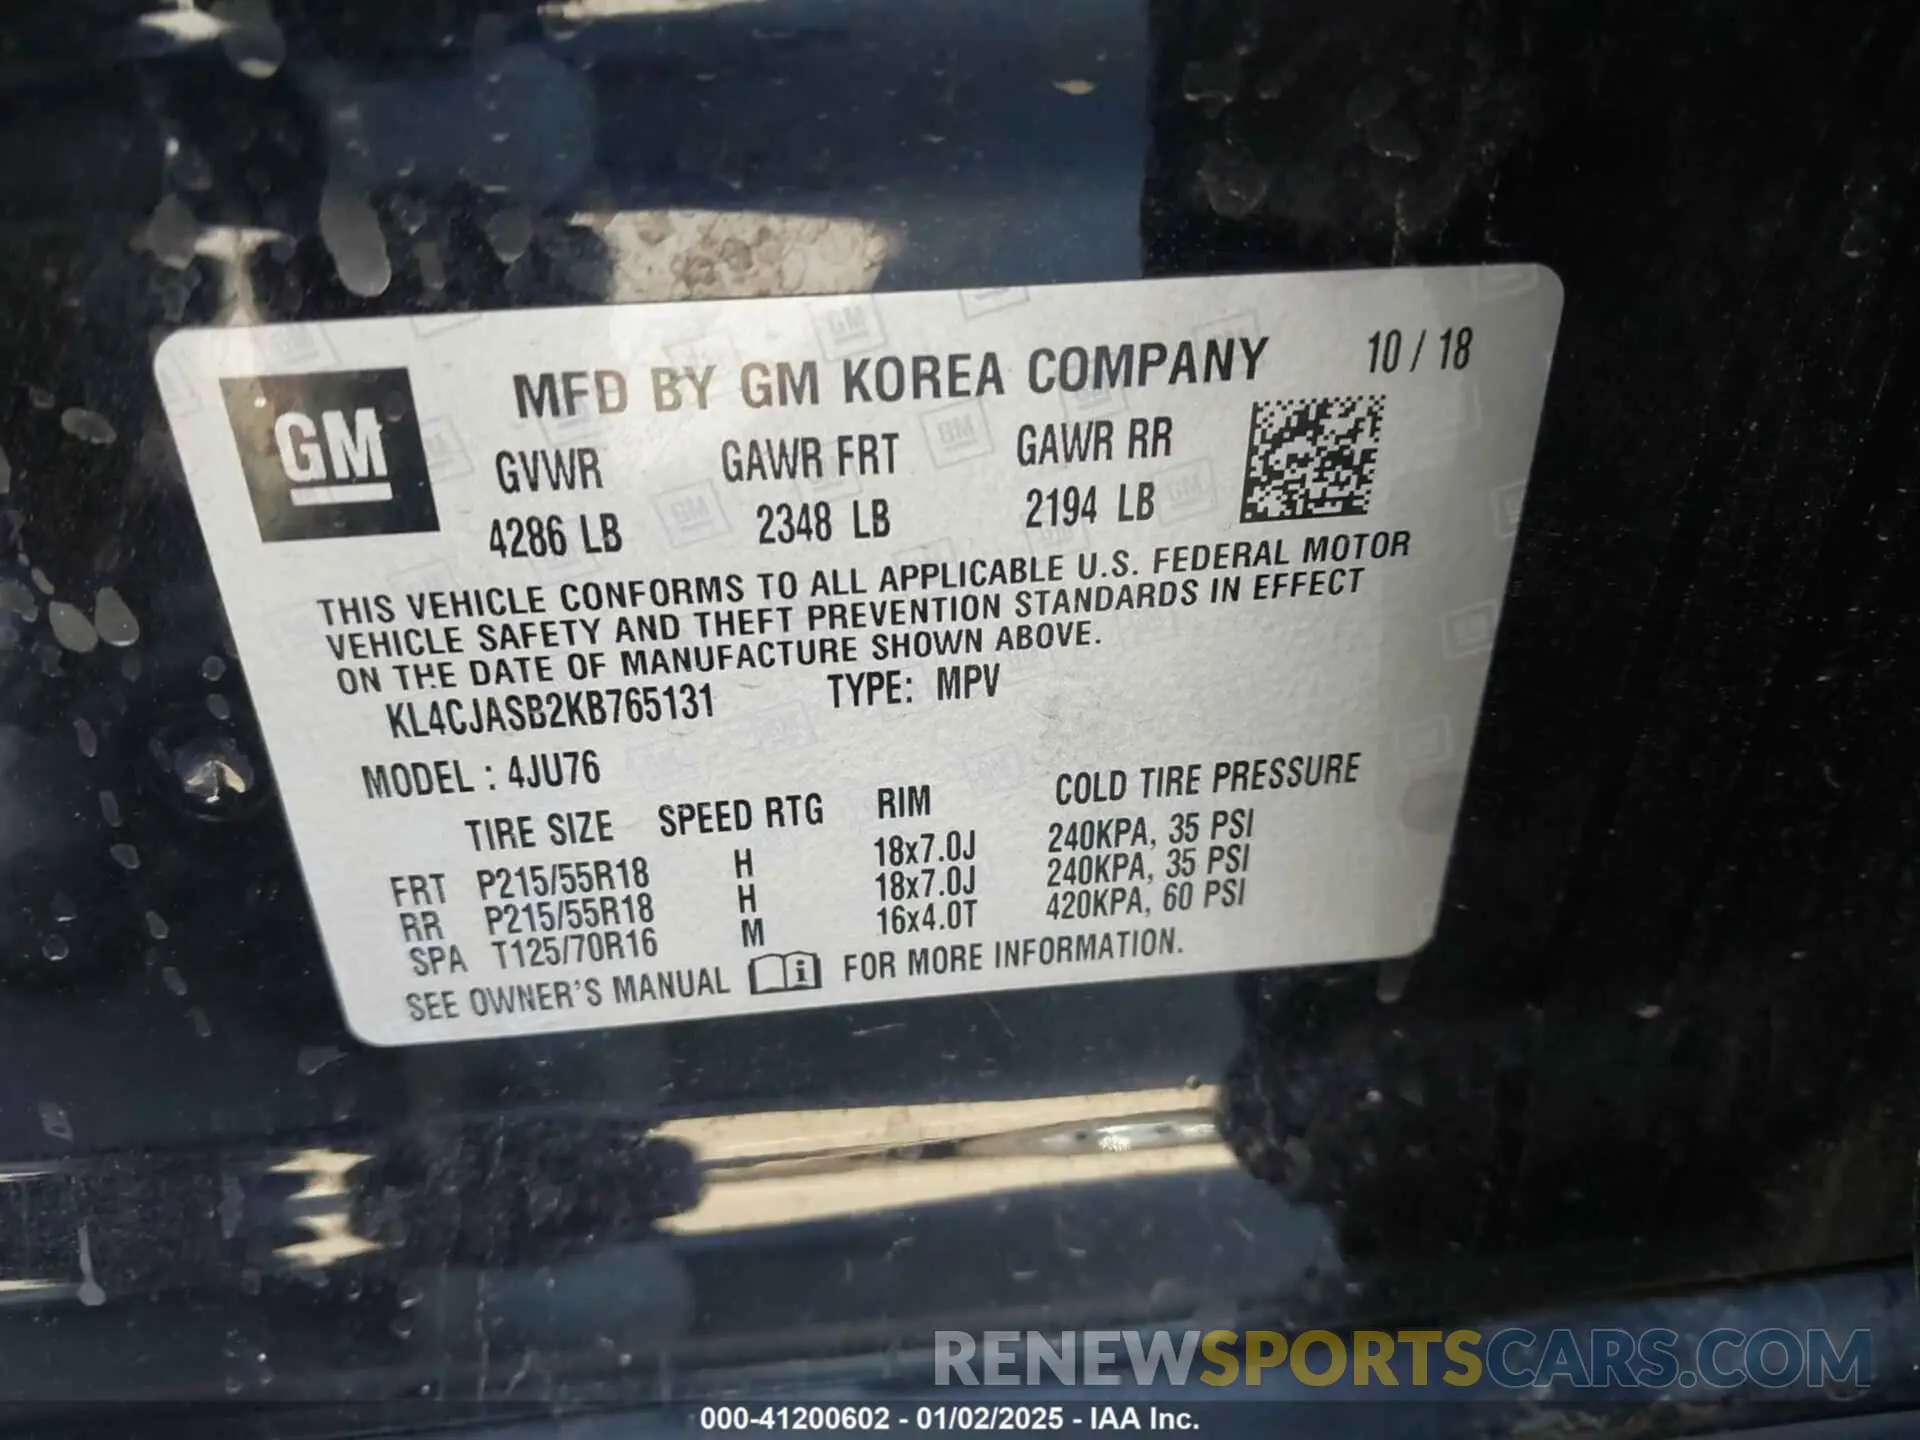 MFD BY GM KOREA COMPANY 10 / 18
GM
GVWR GAWR FRT GAWR RR
4286 LB 2348 LB 2194 LB
THIS VEHICLE CONFORMS TO ALL APPLICABLE U.S. FEDERAL MOTOR
VEHICLE SAFETY AND THEFT PREVENTION STANDARDS IN EFFECT
ON THE DATE OF MANUFACTURE SHOWN ABOVE.
KL4CJASB2KB765131 TYPE: MPV
MODEL : 4JU76
TIRE SIZE SPEED RTG RIM COLD TIRE PRESSURE
FRT P215/55R18 H 18x7.0J 240KPA, 35 PSI
RR P215/55R18 H 18x7.0J 240KPA, 35 PSI
SPA T125/70R16 M 16x4.0T 420KPA, 60 PSI
SEE OWNER'S MANUAL i FOR MORE INFORMATION.
RENEWSPORTSCARS.COM
000-41200602 - 01/02/2025 - IAA Inc.